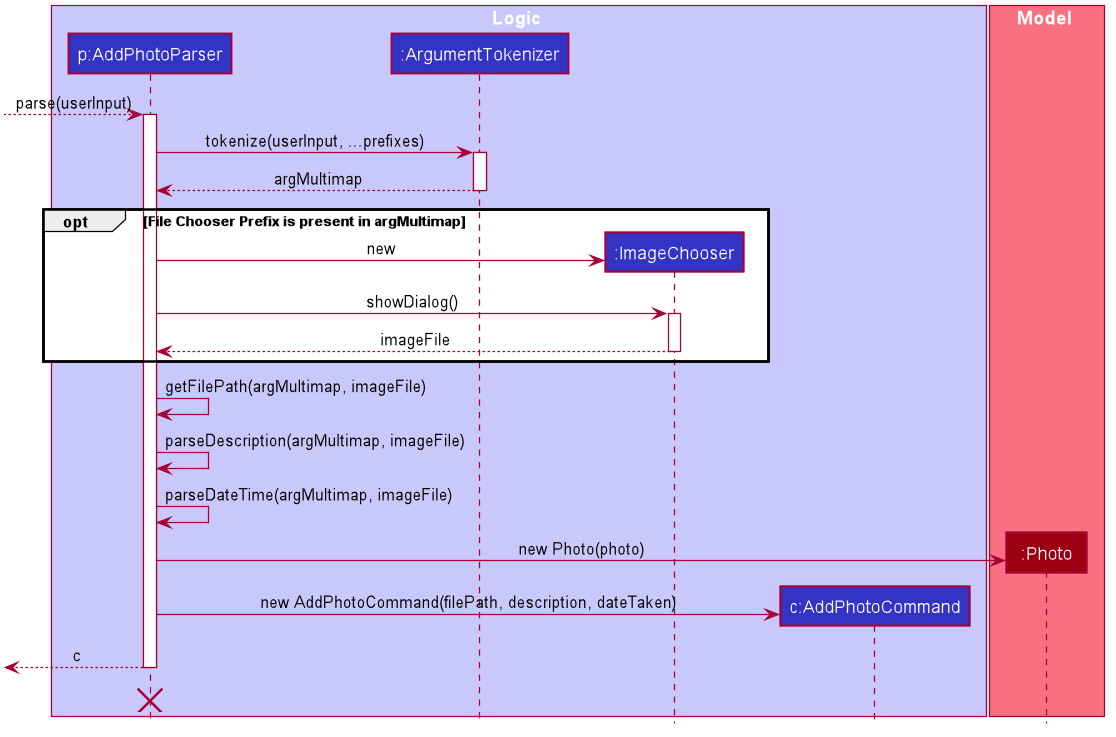 Logic
Model
p:AddPhotoParser
:ArgumentTokenizer
parse(userInput)
tokenize(userInput, ...prefixes)
argMultimap
opt
[File Chooser Prefix is present in argMultimap]
new
:ImageChooser
showDialog()
imageFile
getFilePath(argMultimap, imageFile)
parseDescription(argMultimap, imageFile)
parseDateTime(argMultimap, imageFile)
new Photo(photo)
:Photo
new AddPhotoCommand(filePath, description, dateTaken)
c:AddPhotoCommand
c